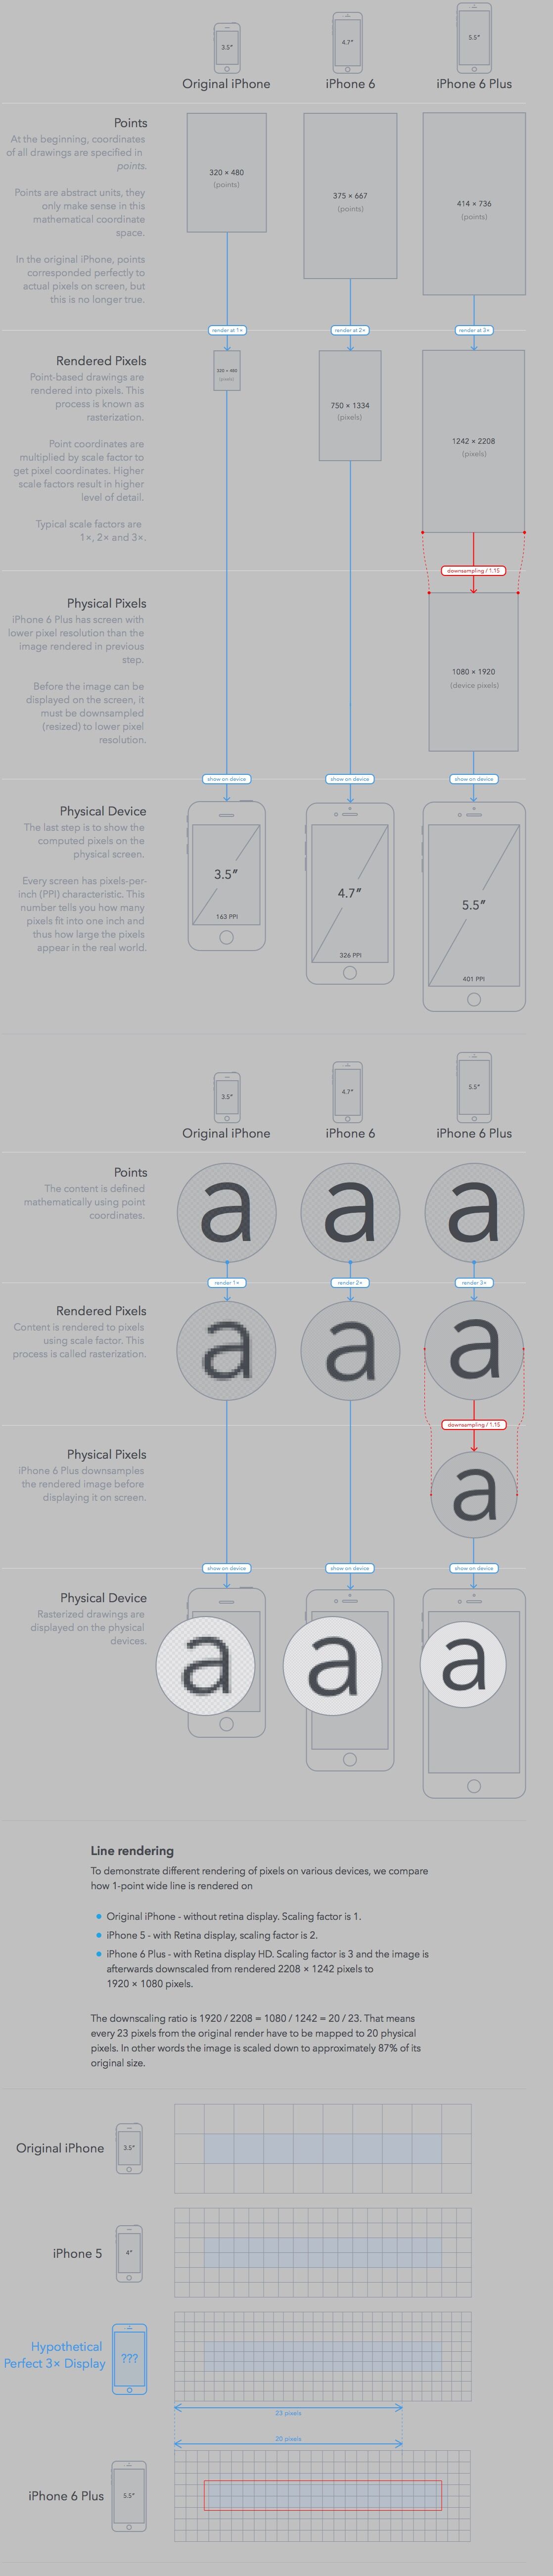 3.5″
4.7″
5.5″
Original iPhone
iPhone 6
iPhone 6 Plus
Points
At the beginning, coordinates
of all drawings are specified in
points.
Points are abstract units, they
only make sense in this
mathematical coordinate
space.
In the original iPhone, points
corresponded perfectly to
actual pixels on screen, but
this is no longer true.
320 × 480
(points)
375 × 667
(points)
414 × 736
(points)
render at 1×
render at 2×
render at 3×
Rendered Pixels
Point-based drawings are
rendered into pixels. This
process is known as
rasterization.
Point coordinates are
multiplied by scale factor to
get pixel coordinates. Higher
scale factors result in higher
level of detail.
Typical scale factors are
1×, 2× and 3×.
320 × 480
(pixels)
750 × 1334
(pixels)
1242 × 2208
(pixels)
downsampling / 1.15
Physical Pixels
iPhone 6 Plus has screen with
lower pixel resolution than the
image rendered in previous
step.
Before the image can be
displayed on the screen, it
must be downsampled
(resized) to lower pixel
resolution.
1080 × 1920
(device pixels)
show on device
show on device
show on device
Physical Device
The last step is to show the
computed pixels on the
physical screen.
Every screen has pixels-per-
inch (PPI) characteristic. This
number tells you how many
pixels fit into one inch and
thus how large the pixels
appear in the real world.
3.5″
163 PPI
4.7″
326 PPI
5.5″
401 PPI
3.5″
4.7″
5.5″
Original iPhone
iPhone 6
iPhone 6 Plus
Points
The content is defined
mathematically using point
coordinates.
a
a
a
render 1×
render 2×
render 3×
Rendered Pixels
Content is rendered to pixels
using scale factor. This
process is called rasterization.
a
a
a
downsampling / 1.15
Physical Pixels
iPhone 6 Plus downsamples
the rendered image before
displaying it on screen.
a
show on device
show on device
show on device
Physical Device
Rasterized drawings are
displayed on the physical
devices.
a
a
a
Line rendering
To demonstrate different rendering of pixels on various devices, we compare
how 1-point wide line is rendered on
Original iPhone - without retina display. Scaling factor is 1.
iPhone 5 - with Retina display, scaling factor is 2.
iPhone 6 Plus - with Retina display HD. Scaling factor is 3 and the image is
afterwards downscaled from rendered 2208 × 1242 pixels to
1920 × 1080 pixels.
The downscaling ratio is 1920 / 2208 = 1080 / 1242 = 20 / 23. That means
every 23 pixels from the original render have to be mapped to 20 physical
pixels. In other words the image is scaled down to approximately 87% of its
original size.
Original iPhone
3.5″
iPhone 5
4″
Hypothetical
Perfect 3× Display
???
23 pixels
20 pixels
iPhone 6 Plus
5.5″